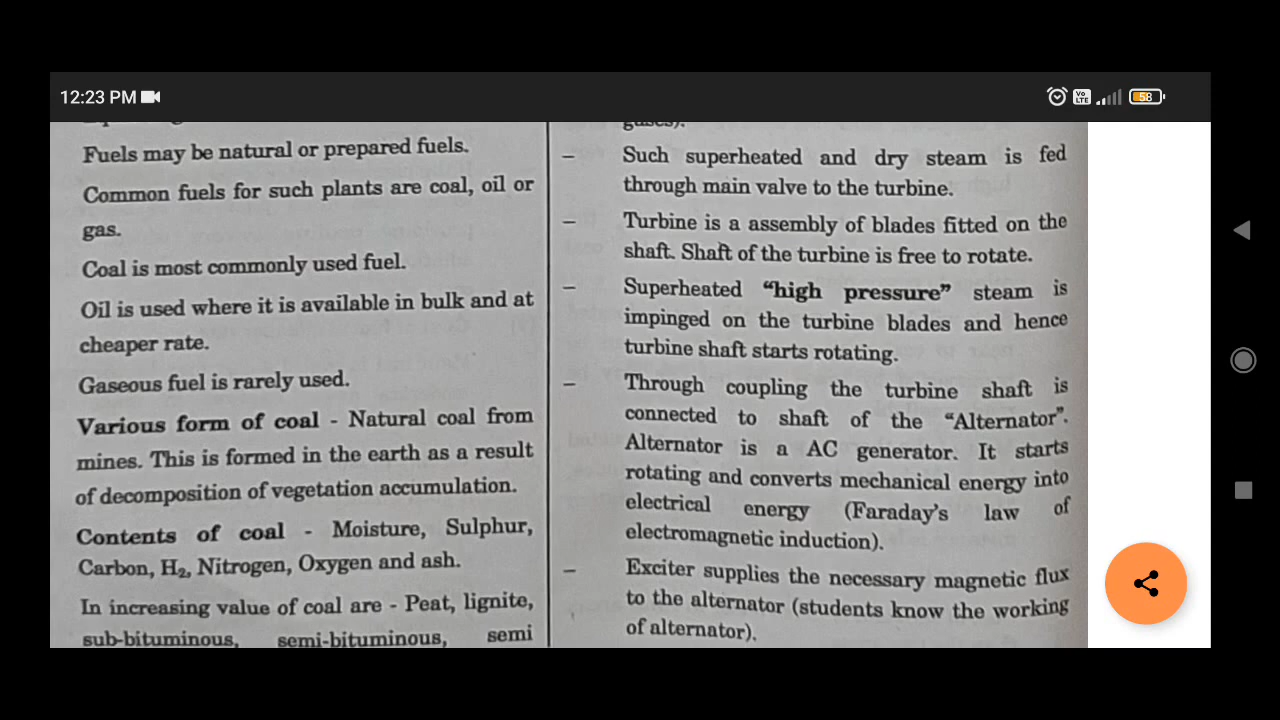 12:23 PM
Vo LTE
58
Fuels may be natural or prepared fuels.
Common fuels for such plants are coal, oil or
gas.
Coal is most commonly used fuel.
Oil is used where it is available in bulk and at
cheaper rate.
Gaseous fuel is rarely used.
Various form of coal - Natural coal from
mines. This is formed in the earth as a result
of decomposition of vegetation accumulation.
Contents of coal - Moisture, Sulphur,
Carbon, H₂, Nitrogen, Oxygen and ash.
In increasing value of coal are - Peat, lignite,
sub-bituminous, semi-bituminous, semi
gases).
– Such superheated and dry steam is fed
through main valve to the turbine.
– Turbine is a assembly of blades fitted on the
shaft. Shaft of the turbine is free to rotate.
– Superheated “high pressure” steam is
impinged on the turbine blades and hence
turbine shaft starts rotating.
– Through coupling the turbine shaft is
connected to shaft of the “Alternator”.
Alternator is a AC generator. It starts
rotating and converts mechanical energy into
electrical energy (Faraday’s law of
electromagnetic induction).
– Exciter supplies the necessary magnetic flux
to the alternator (students know the working
of alternator).